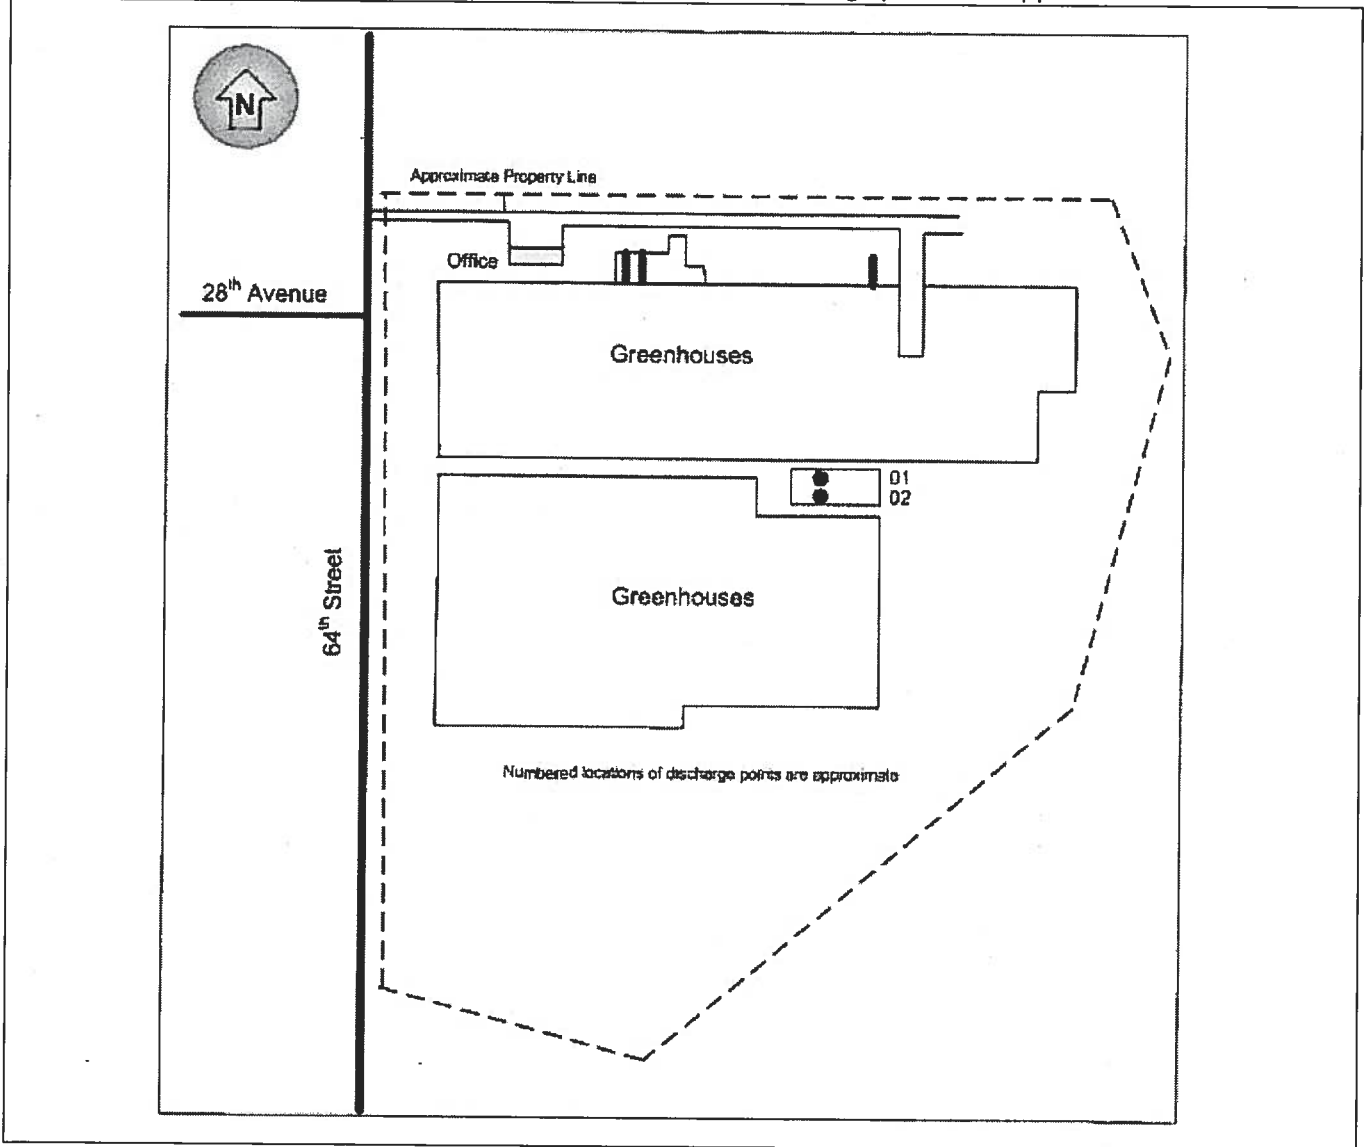 N
Approximate Property Line
Office
28th Avenue
Greenhouses
01
02
64th Street
Greenhouses
Numbered locations of discharge points are approximate